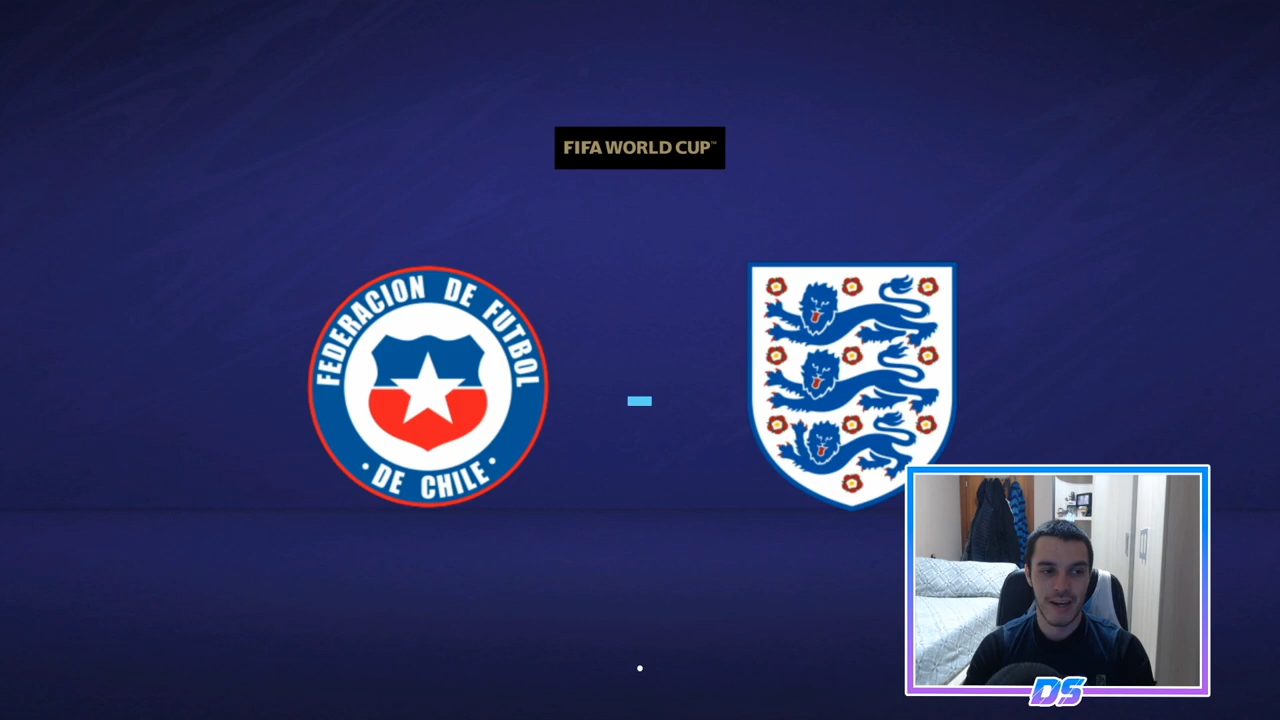 FIFA WORLD CUP™
FEDERACION DE FUTBOL
DE CHILE
DS